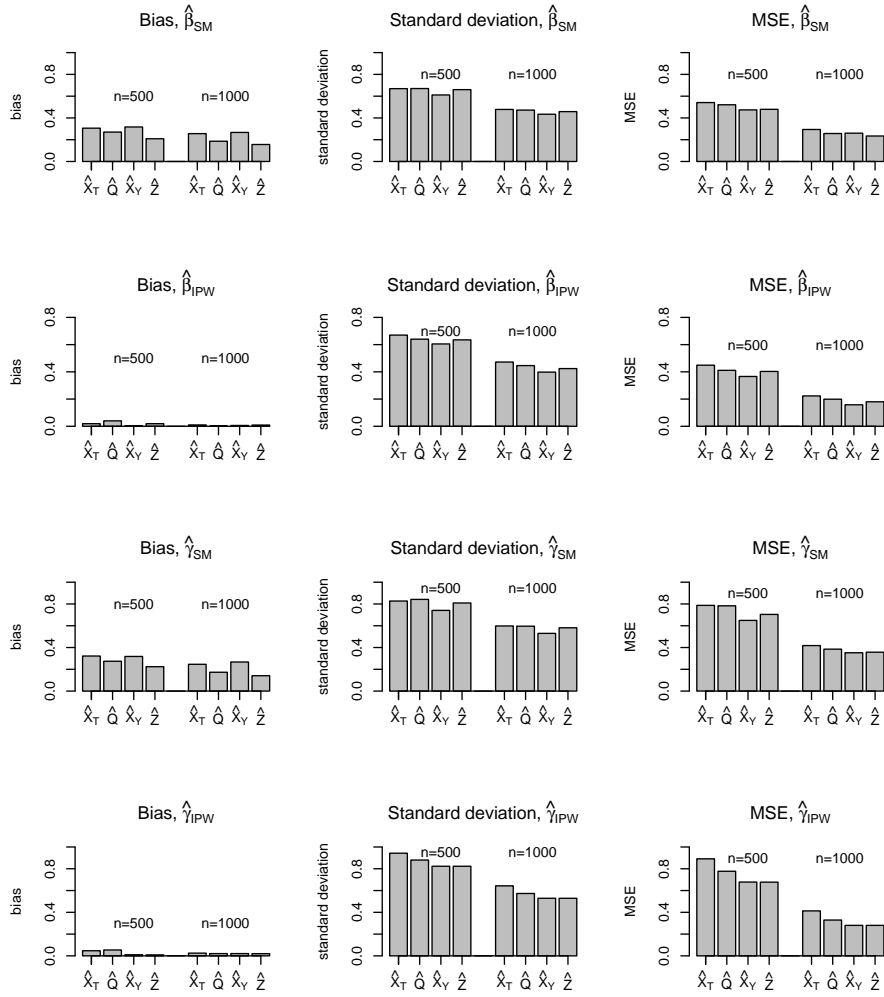 Bias, β̂SM
Standard deviation, β̂SM
MSE, β̂SM
bias
0.0 0.4 0.8
n=500 n=1000
X̂T Q̂ X̂Y Ẑ X̂T Q̂ X̂Y Ẑ
standard deviation
0.0 0.4 0.8
n=500 n=1000
X̂T Q̂ X̂Y Ẑ X̂T Q̂ X̂Y Ẑ
MSE
0.0 0.4 0.8
n=500 n=1000
X̂T Q̂ X̂Y Ẑ X̂T Q̂ X̂Y Ẑ
Bias, β̂IPW
Standard deviation, β̂IPW
MSE, β̂IPW
bias
0.0 0.4 0.8
n=500 n=1000
X̂T Q̂ X̂Y Ẑ X̂T Q̂ X̂Y Ẑ
standard deviation
0.0 0.4 0.8
n=500 n=1000
X̂T Q̂ X̂Y Ẑ X̂T Q̂ X̂Y Ẑ
MSE
0.0 0.4 0.8
n=500 n=1000
X̂T Q̂ X̂Y Ẑ X̂T Q̂ X̂Y Ẑ
Bias, γ̂SM
Standard deviation, γ̂SM
MSE, γ̂SM
bias
0.0 0.4 0.8
n=500 n=1000
X̂T Q̂ X̂Y Ẑ X̂T Q̂ X̂Y Ẑ
standard deviation
0.0 0.4 0.8
n=500 n=1000
X̂T Q̂ X̂Y Ẑ X̂T Q̂ X̂Y Ẑ
MSE
0.0 0.4 0.8
n=500 n=1000
X̂T Q̂ X̂Y Ẑ X̂T Q̂ X̂Y Ẑ
Bias, γ̂IPW
Standard deviation, γ̂IPW
MSE, γ̂IPW
bias
0.0 0.4 0.8
n=500 n=1000
X̂T Q̂ X̂Y Ẑ X̂T Q̂ X̂Y Ẑ
standard deviation
0.0 0.4 0.8
n=500 n=1000
X̂T Q̂ X̂Y Ẑ X̂T Q̂ X̂Y Ẑ
MSE
0.0 0.4 0.8
n=500 n=1000
X̂T Q̂ X̂Y Ẑ X̂T Q̂ X̂Y Ẑ